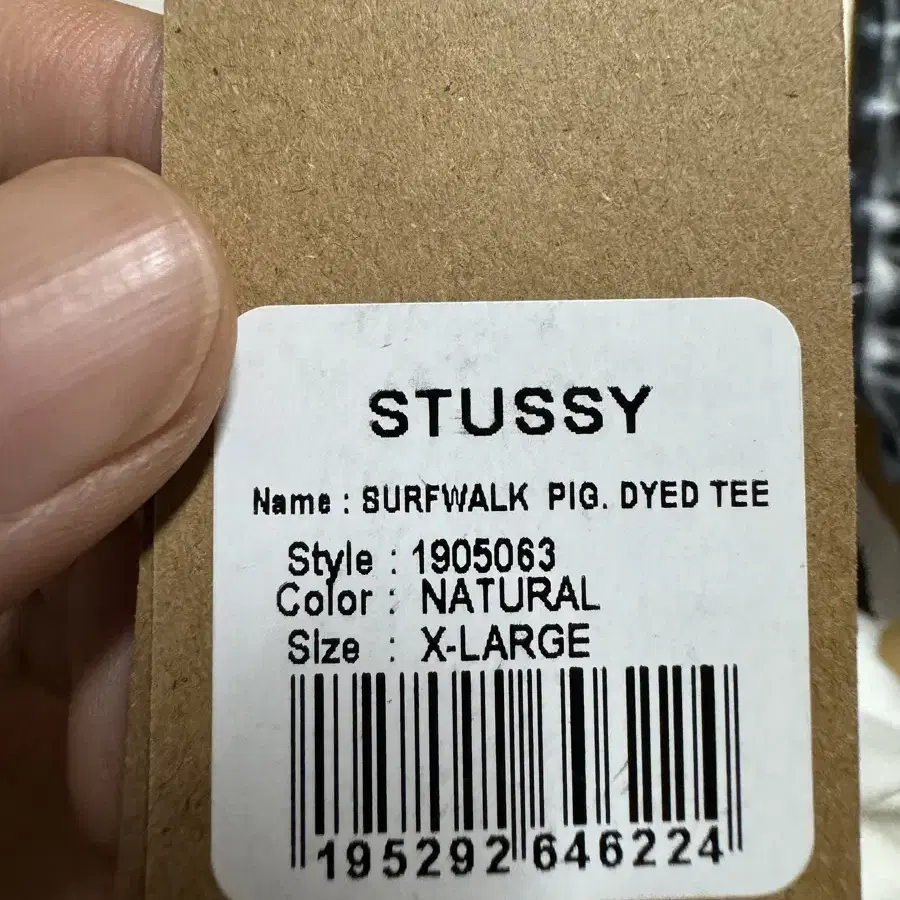 STUSSY
Name : SURFWALK PIG. DYED TEE
Style : 1905063
Color : NATURAL
Size : X-LARGE
195292 646224